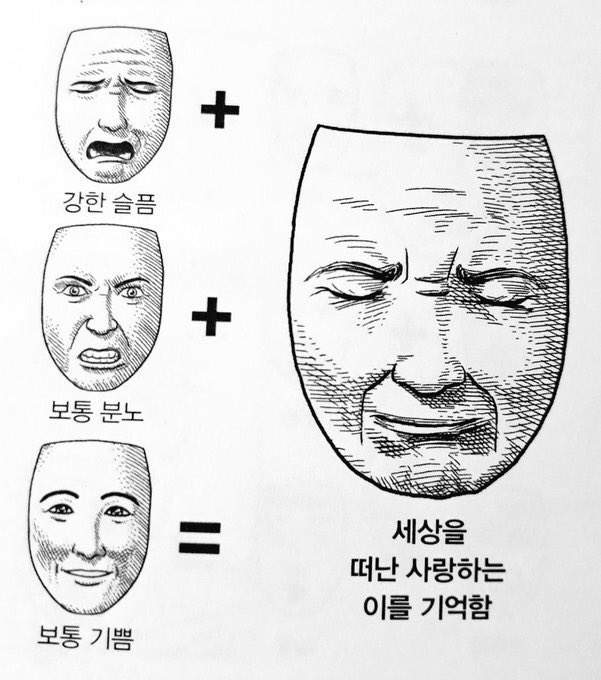 +
강한 슬픔
+
보통 분노
=
보통 기쁨
세상을
떠난 사랑하는
이를 기억함